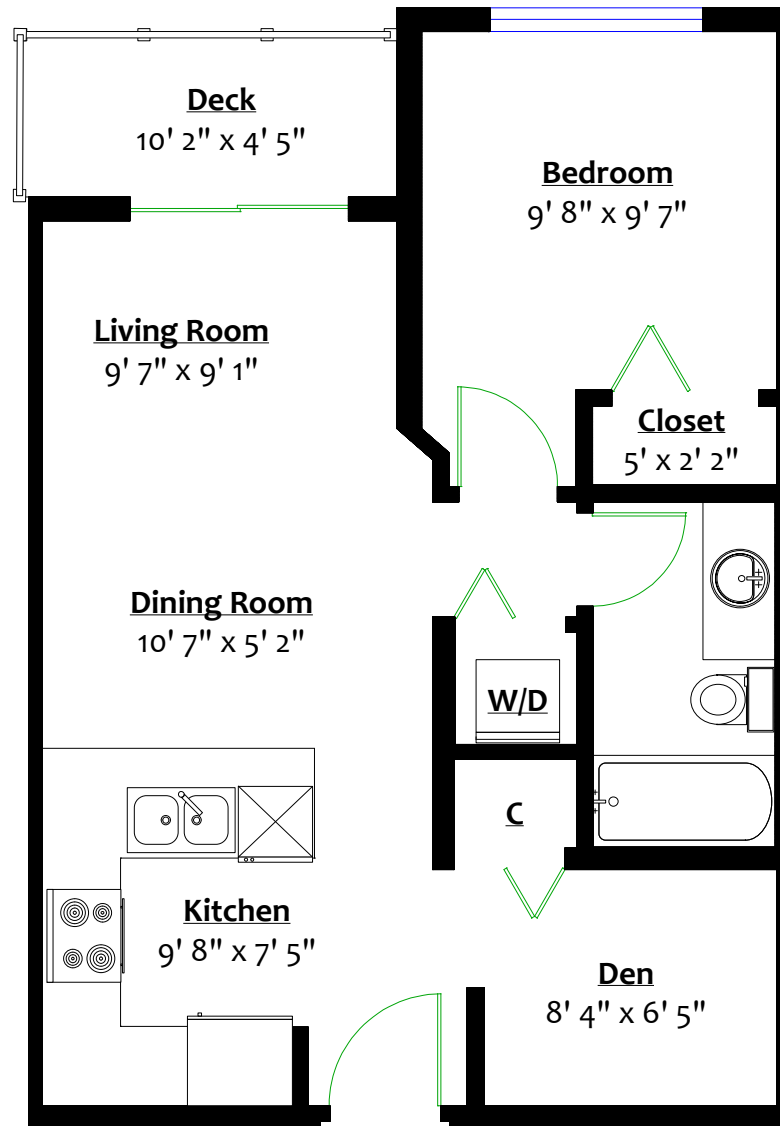 Deck
10' 2" x 4' 5"
Bedroom
9' 8" x 9' 7"
Living Room
9' 7" x 9' 1"
Closet
5' x 2' 2"
Dining Room
10' 7" x 5' 2"
W/D
C
Kitchen
9' 8" x 7' 5"
Den
8' 4" x 6' 5"